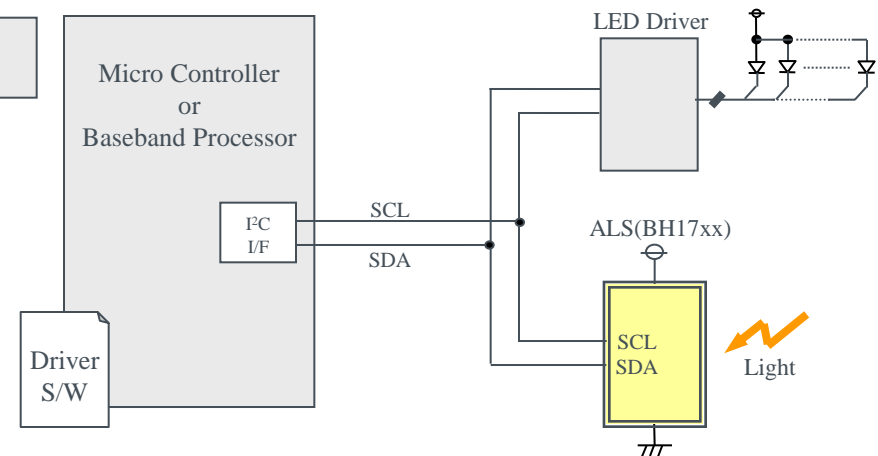 LED Driver
Micro Controller
or
Baseband Processor
I²C
I/F
SCL
SDA
ALS(BH17xx)
SCL
SDA
Light
Driver
S/W